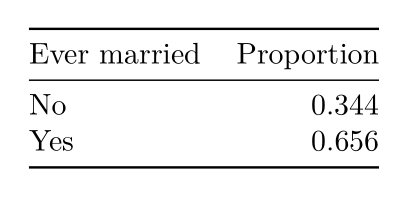 Ever married Proportion
No 0.344
Yes 0.656